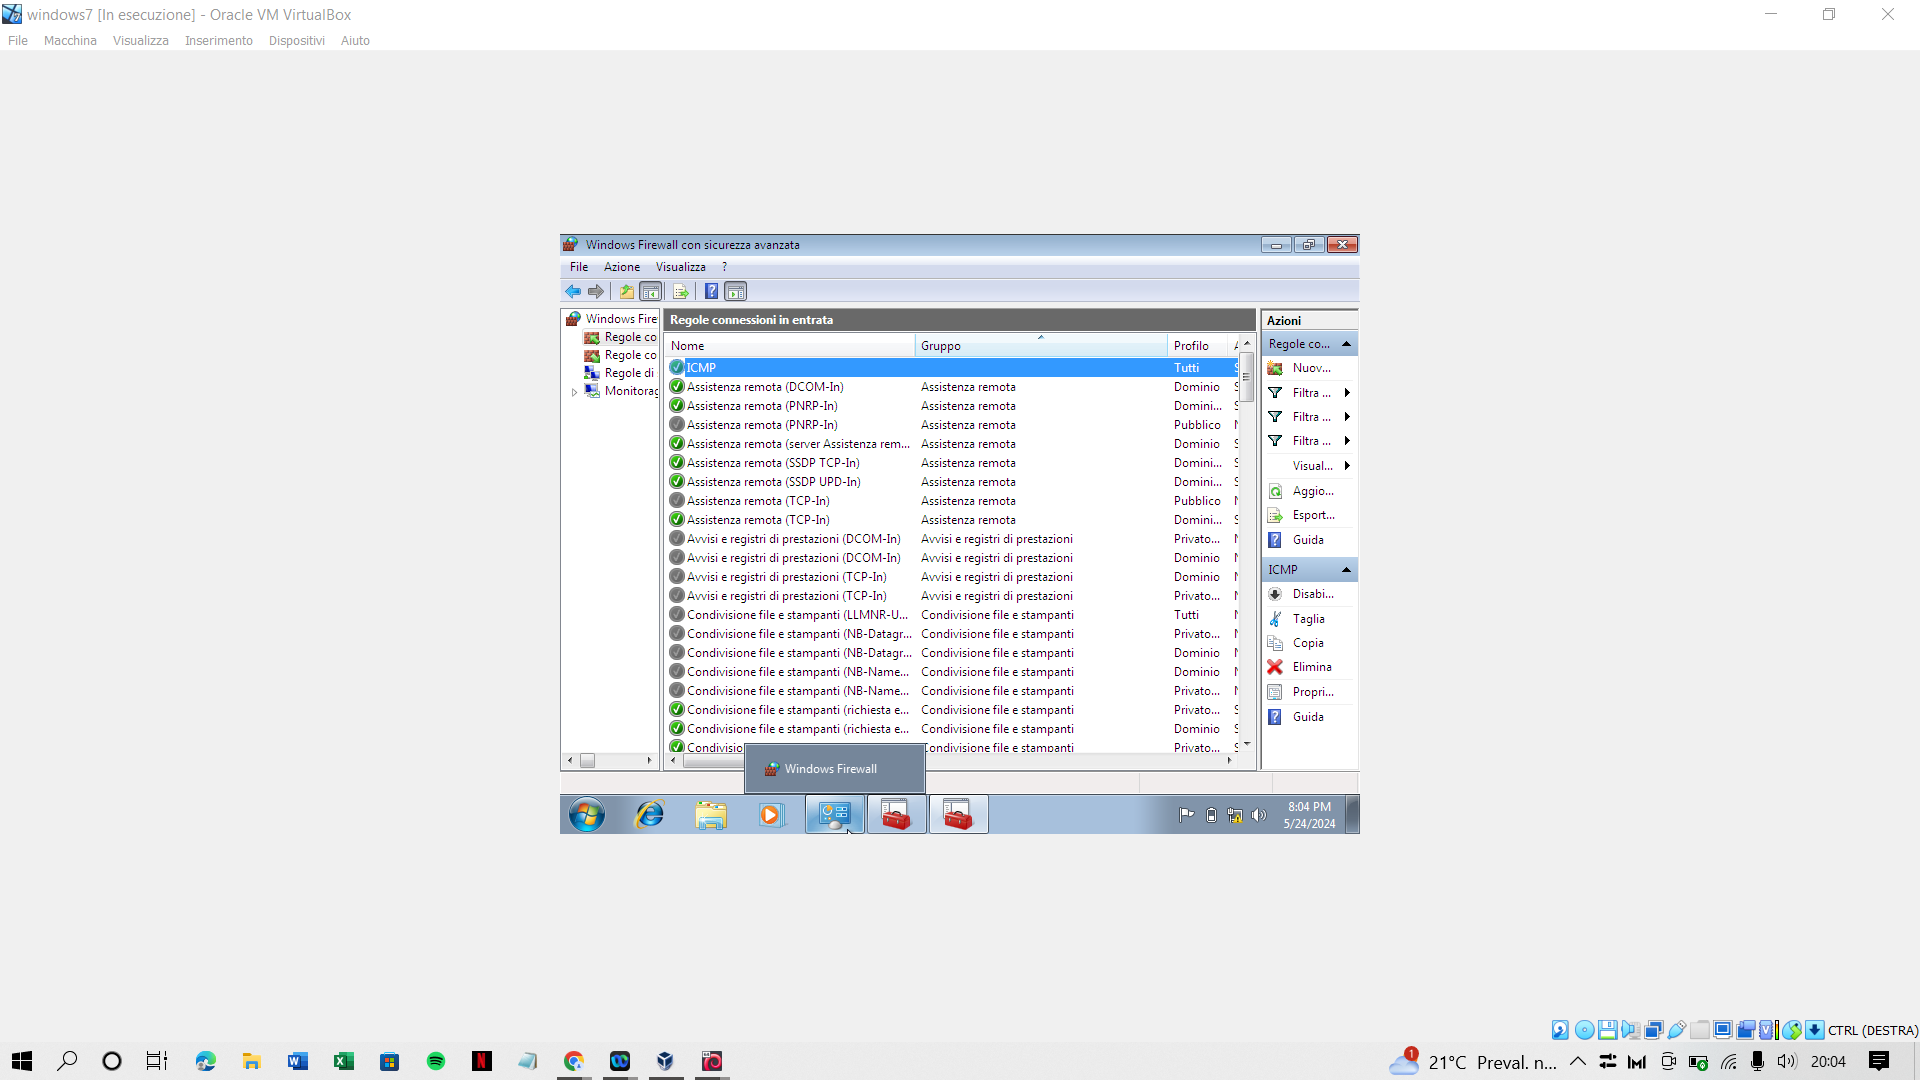 windows7 [In esecuzione] - Oracle VM VirtualBox
File Macchina Visualizza Inserimento Dispositivi Aiuto
Windows Firewall con sicurezza avanzata
File Azione Visualizza ?
Windows Fire
Regole co
Regole co
Regole di
Monitorag
Regole connessioni in entrata
Nome Gruppo Profilo
ICMP Tutti
Assistenza remota (DCOM-In) Assistenza remota Dominio
Assistenza remota (PNRP-In) Assistenza remota Domini...
Assistenza remota (PNRP-In) Assistenza remota Pubblico
Assistenza remota (server Assistenza rem... Assistenza remota Dominio
Assistenza remota (SSDP TCP-In) Assistenza remota Domini...
Assistenza remota (SSDP UPD-In) Assistenza remota Domini...
Assistenza remota (TCP-In) Assistenza remota Pubblico
Assistenza remota (TCP-In) Assistenza remota Domini...
Avvisi e registri di prestazioni (DCOM-In) Avvisi e registri di prestazioni Privato...
Avvisi e registri di prestazioni (DCOM-In) Avvisi e registri di prestazioni Dominio
Avvisi e registri di prestazioni (TCP-In) Avvisi e registri di prestazioni Dominio
Avvisi e registri di prestazioni (TCP-In) Avvisi e registri di prestazioni Privato...
Condivisione file e stampanti (LLMNR-U... Condivisione file e stampanti Tutti
Condivisione file e stampanti (NB-Datagr... Condivisione file e stampanti Privato...
Condivisione file e stampanti (NB-Datagr... Condivisione file e stampanti Dominio
Condivisione file e stampanti (NB-Name... Condivisione file e stampanti Dominio
Condivisione file e stampanti (NB-Name... Condivisione file e stampanti Privato...
Condivisione file e stampanti (richiesta e... Condivisione file e stampanti Privato...
Condivisione file e stampanti (richiesta e... Condivisione file e stampanti Dominio
Condivisio Condivisione file e stampanti Privato...
Azioni
Regole co...
Nuov...
Filtra ...
Filtra ...
Filtra ...
Visual...
Aggio...
Esport...
Guida
ICMP
Disabi...
Taglia
Copia
Elimina
Propri...
Guida
Windows Firewall
8:04 PM
5/24/2024
CTRL (DESTRA)
1
21°C Preval. n... 20:04